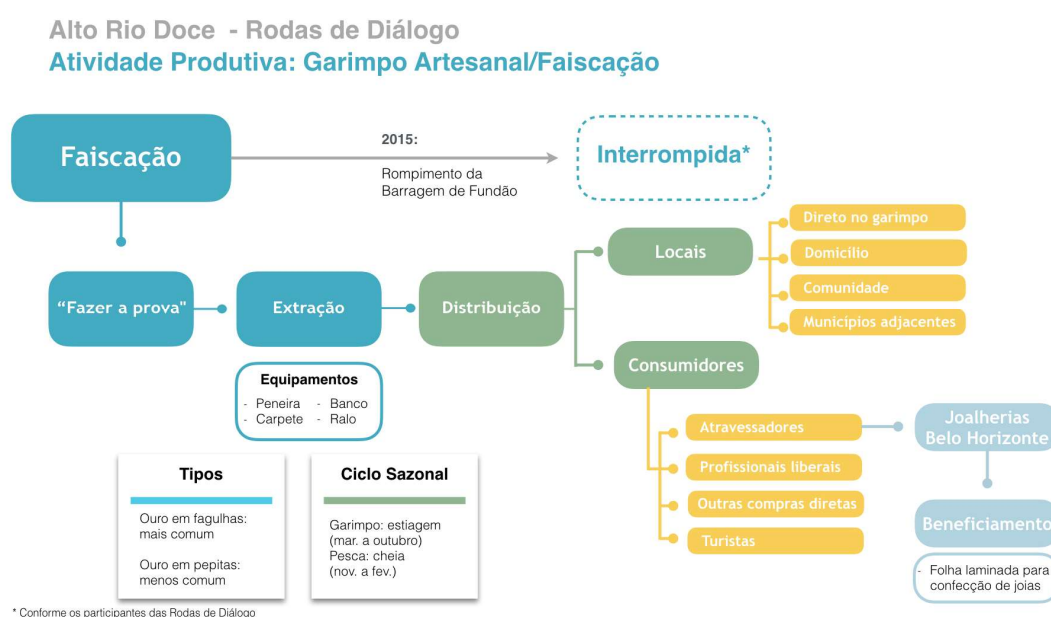 Alto Rio Doce - Rodas de Diálogo
Atividade Produtiva: Garimpo Artesanal/Faiscação
Faiscação
2015:
Rompimento da
Barragem de Fundão
Interrompida*
“Fazer a prova"
Extração
Distribuição
Locais
Direto no garimpo
Domicílio
Comunidade
Municípios adjacentes
Consumidores
Atravessadores
Profissionais liberais
Outras compras diretas
Turistas
Joalherias
Belo Horizonte
Beneficiamento
- Folha laminada para
confecção de joias
Equipamentos
- Peneira - Banco
- Carpete - Ralo
Tipos
Ouro em fagulhas:
mais comum
Ouro em pepitas:
menos comum
Ciclo Sazonal
Garimpo: estiagem
(mar. a outubro)
Pesca: cheia
(nov. a fev.)
* Conforme os participantes das Rodas de Diálogo